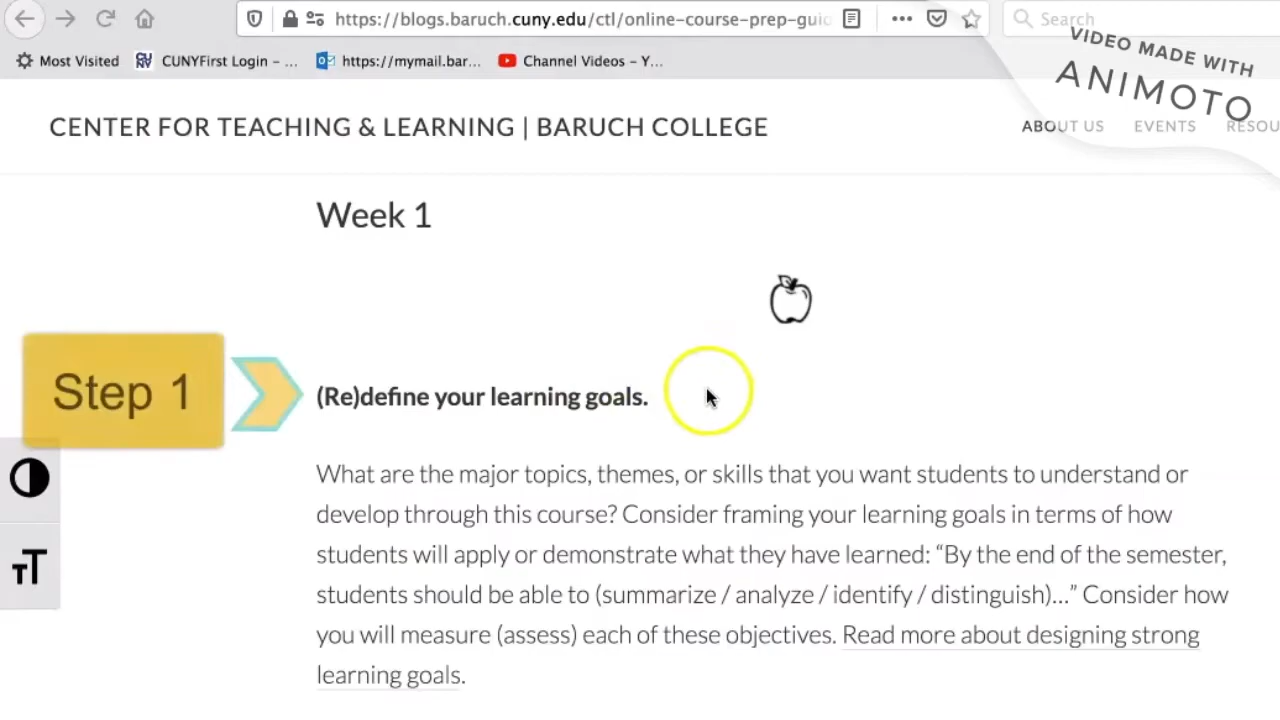 https://blogs.baruch.cuny.edu/ctl/online-course-prep-guid
Search
Most Visited
CUNYFirst Login – ...
https://mymail.bar...
Channel Videos – Y...
VIDEO MADE WITH
ANIMOTO
CENTER FOR TEACHING & LEARNING | BARUCH COLLEGE
ABOUT US
EVENTS
RESOU
Week 1
Step 1
(Re)define your learning goals.
What are the major topics, themes, or skills that you want students to understand or
develop through this course? Consider framing your learning goals in terms of how
students will apply or demonstrate what they have learned: “By the end of the semester,
students should be able to (summarize / analyze / identify / distinguish)...” Consider how
you will measure (assess) each of these objectives. Read more about designing strong
learning goals.
TT